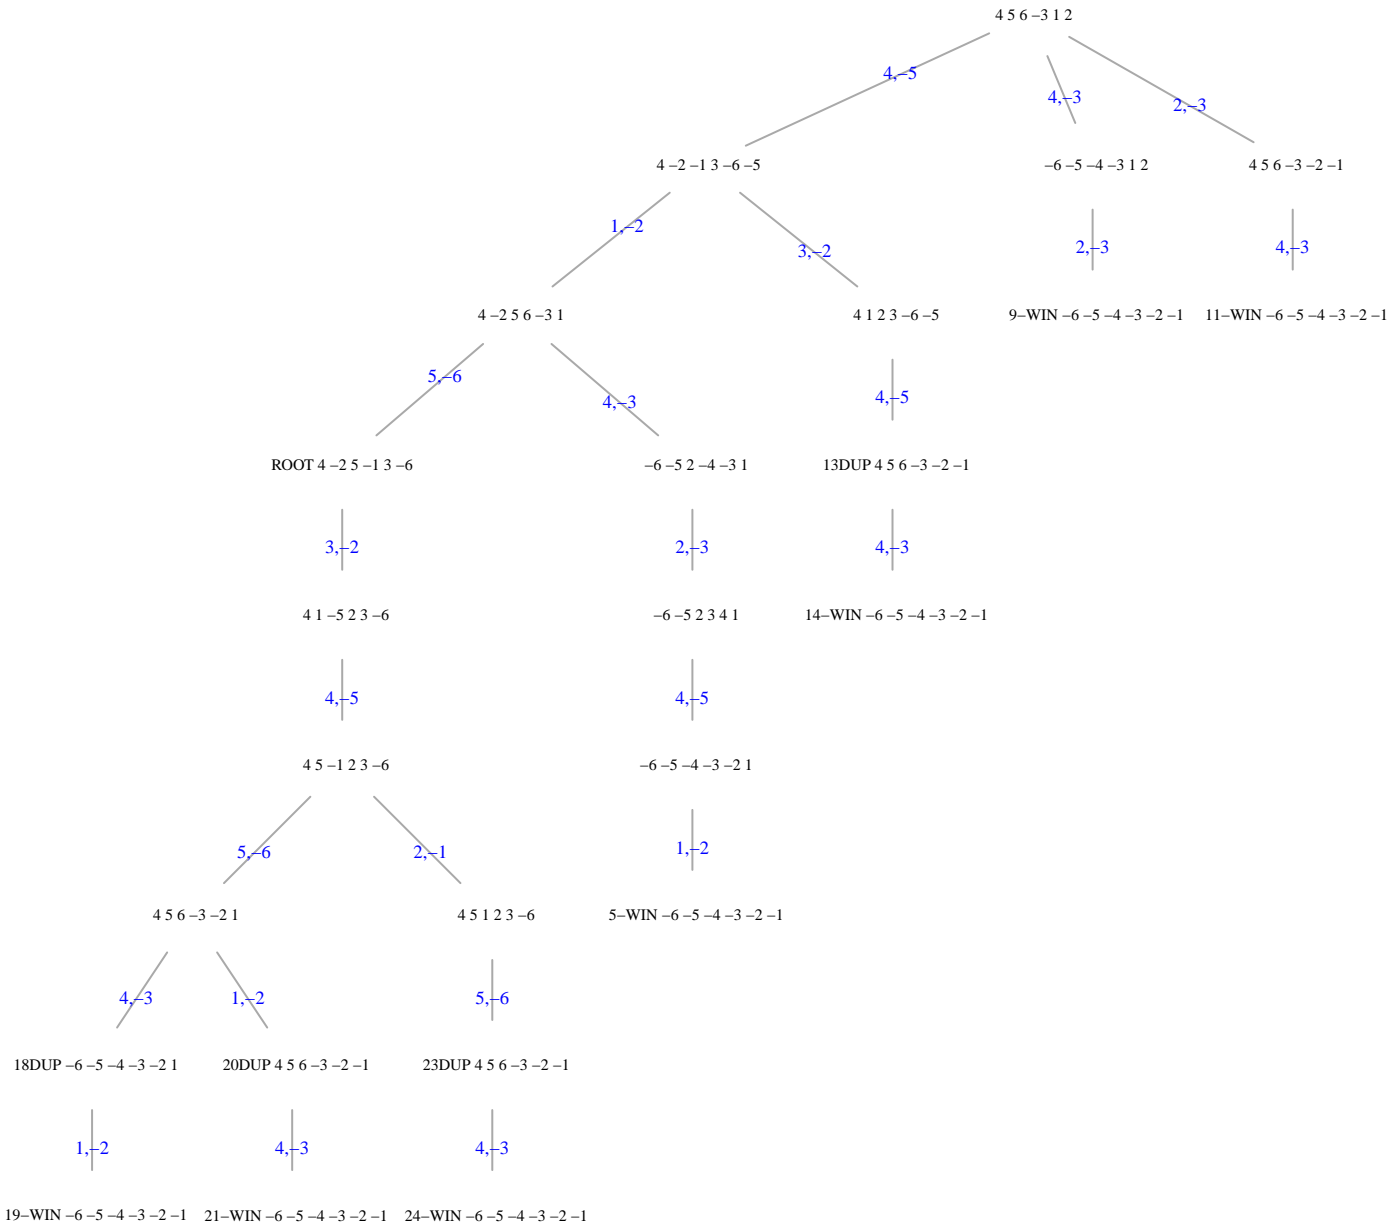 4 5 6 −3 1 2
4,−5
4,−3
2,−3
4 −2 −1 3 −6 −5
−6 −5 −4 −3 1 2
4 5 6 −3 −2 −1
1,−2
3,−2
2,−3
4,−3
4 −2 5 6 −3 1
4 1 2 3 −6 −5
9−WIN −6 −5 −4 −3 −2 −1
11−WIN −6 −5 −4 −3 −2 −1
5,−6
4,−3
4,−5
ROOT 4 −2 5 −1 3 −6
−6 −5 2 −4 −3 1
13DUP 4 5 6 −3 −2 −1
3,−2
2,−3
4,−3
4 1 −5 2 3 −6
−6 −5 2 3 4 1
14−WIN −6 −5 −4 −3 −2 −1
4,−5
4,−5
4 5 −1 2 3 −6
−6 −5 −4 −3 −2 1
5,−6
2,−1
1,−2
4 5 6 −3 −2 1
4 5 1 2 3 −6
5−WIN −6 −5 −4 −3 −2 −1
4,−3
1,−2
5,−6
18DUP −6 −5 −4 −3 −2 1
20DUP 4 5 6 −3 −2 −1
23DUP 4 5 6 −3 −2 −1
1,−2
4,−3
4,−3
19−WIN −6 −5 −4 −3 −2 −1
21−WIN −6 −5 −4 −3 −2 −1
24−WIN −6 −5 −4 −3 −2 −1